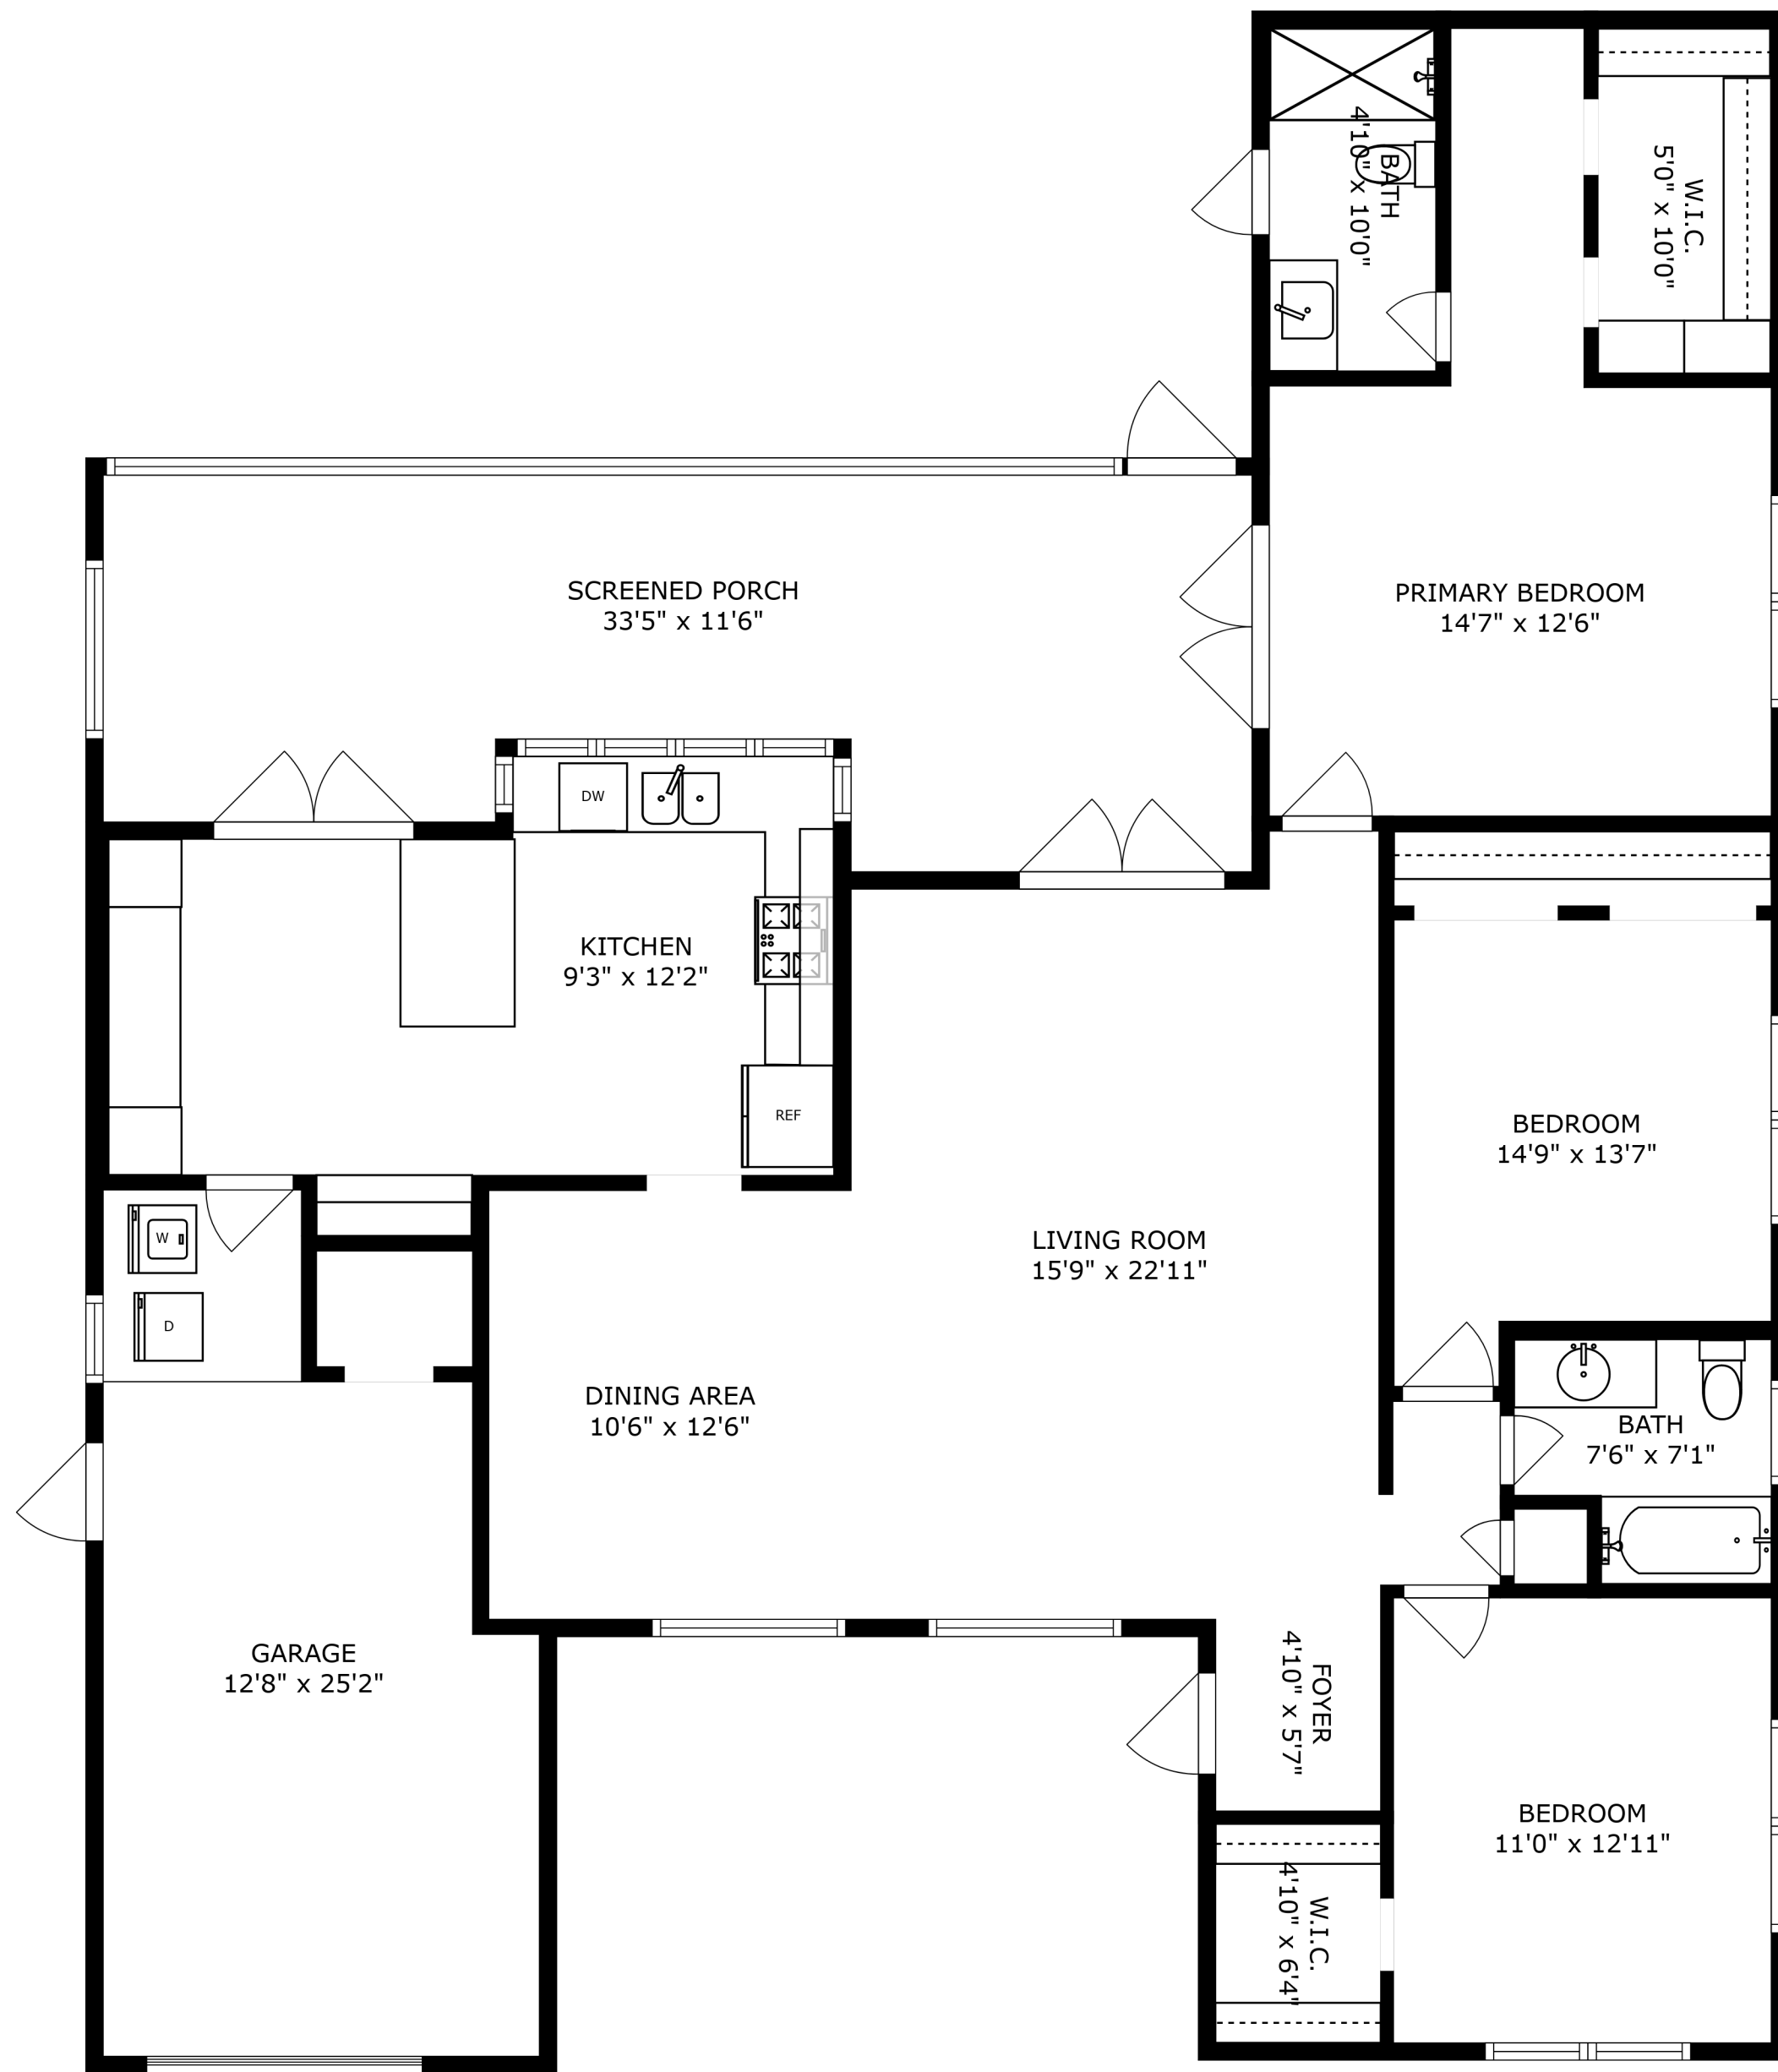 BATH
4'10" x 10'0"
W.I.C.
5'0" x 10'0"
SCREENED PORCH
33'5" x 11'6"
PRIMARY BEDROOM
14'7" x 12'6"
DW
KITCHEN
9'3" x 12'2"
REF
BEDROOM
14'9" x 13'7"
W
D
LIVING ROOM
15'9" x 22'11"
DINING AREA
10'6" x 12'6"
BATH
7'6" x 7'1"
GARAGE
12'8" x 25'2"
FOYER
4'10" x 5'7"
BEDROOM
11'0" x 12'11"
W.I.C.
4'10" x 6'4"